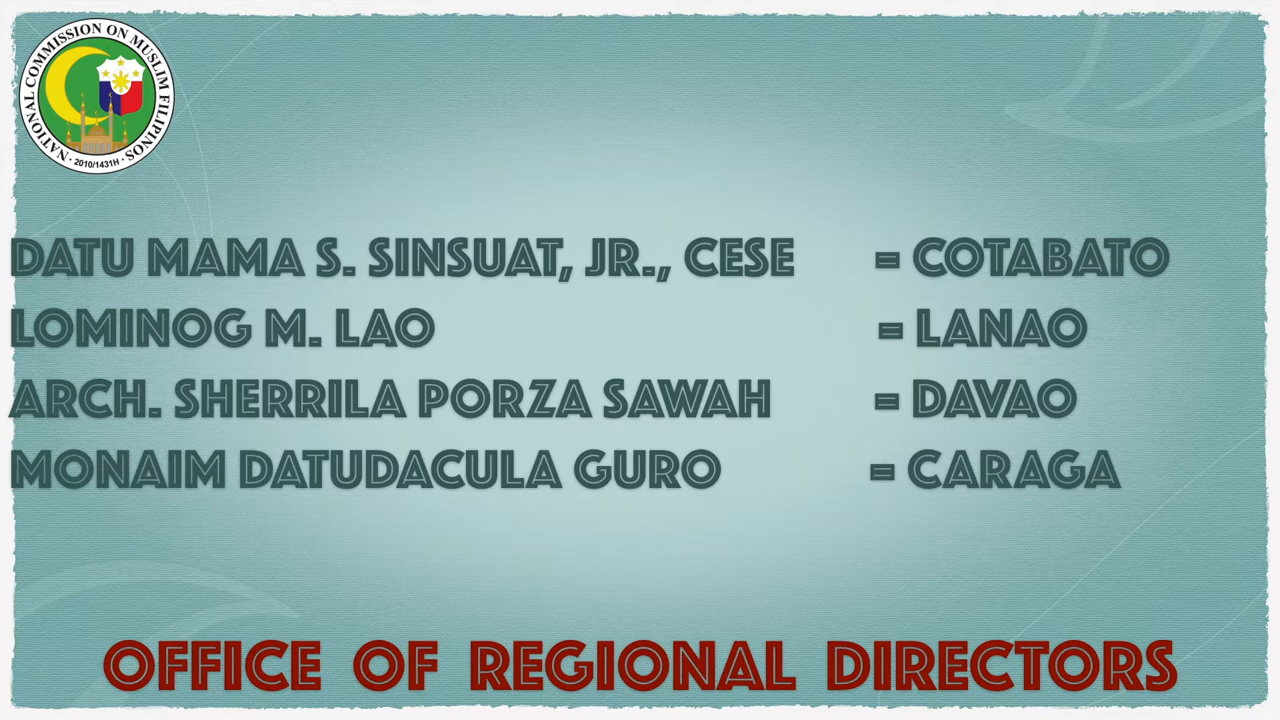 NATIONAL COMMISSION ON MUSLIM FILIPINOS
· 2010/1431H ·
DATU MAMA S. SINSUAT, JR., CESE = COTABATO
LOMINOG M. LAO = LANAO
ARCH. SHERRILA PORZA SAWAH = DAVAO
MONAIM DATUDACULA GURO = CARAGA
OFFICE OF REGIONAL DIRECTORS